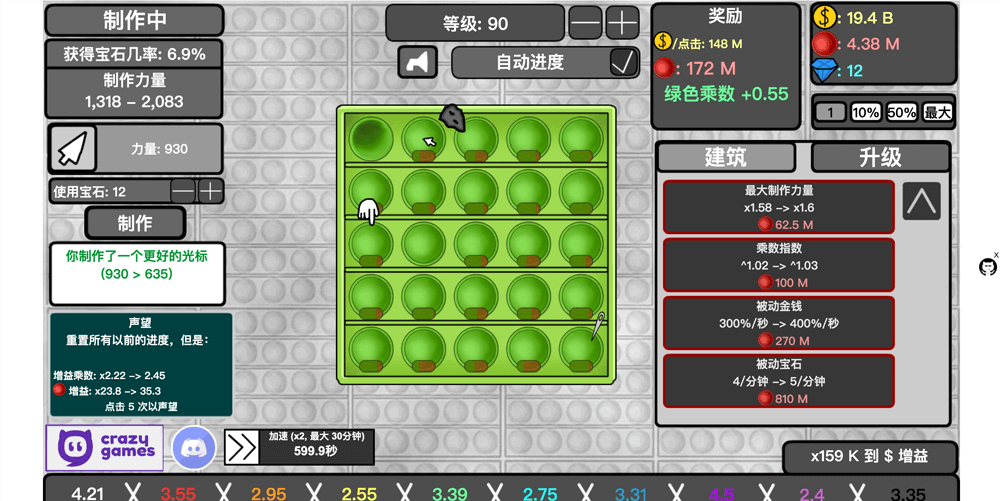 制作中
获得宝石几率: 6.9%
制作力量
1,318 – 2,083
力量: 930
使用宝石: 12
制作
你制作了一个更好的光标
(930 > 635)
声望
重置所有以前的进度，但是:
增益乘数: x2.22 –> 2.45
增益: x23.8 –> 35.3
点击 5 次以声望
crazy
games
加速 (x2, 最大 30分钟)
599.9秒
等级: 90
自动进度
奖励
$/点击: 148 M
: 172 M
绿色乘数 +0.55
$: 19.4 B
: 4.38 M
: 12
1 10% 50% 最大
建筑 升级
最大制作力量
x1.58 –> x1.6
62.5 M
乘数指数
^1.02 –> ^1.03
100 M
被动金钱
300%/秒 –> 400%/秒
270 M
被动宝石
4/分钟 –> 5/分钟
810 M
x
x159 K 到 $ 增益
4.21 X 3.55 X 2.95 X 2.55 X 3.39 X 2.75 X 3.31 X 4.5 X 2.4 X 3.35